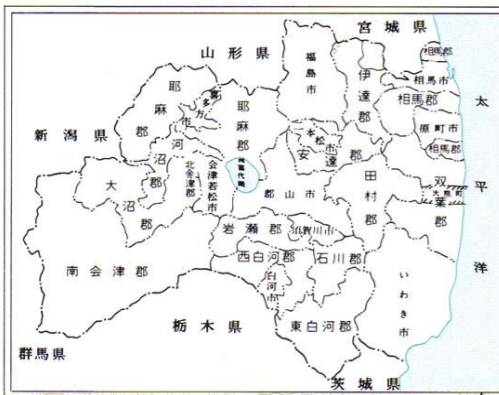 宮城県
山形県
相馬郡
福島市
伊達郡
相馬市
相馬郡
太平洋
耶麻郡
喜多方市
耶麻郡
原町市
相馬郡
新潟県
二本松市
安達郡
河沼郡
大沼郡
北会津郡
会津若松市
猪苗代湖
郡山市
田村郡
双葉郡
岩瀬郡
須賀川市
西白河郡
石川郡
南会津郡
白河市
いわき市
栃木県
東白河郡
群馬県
茨城県